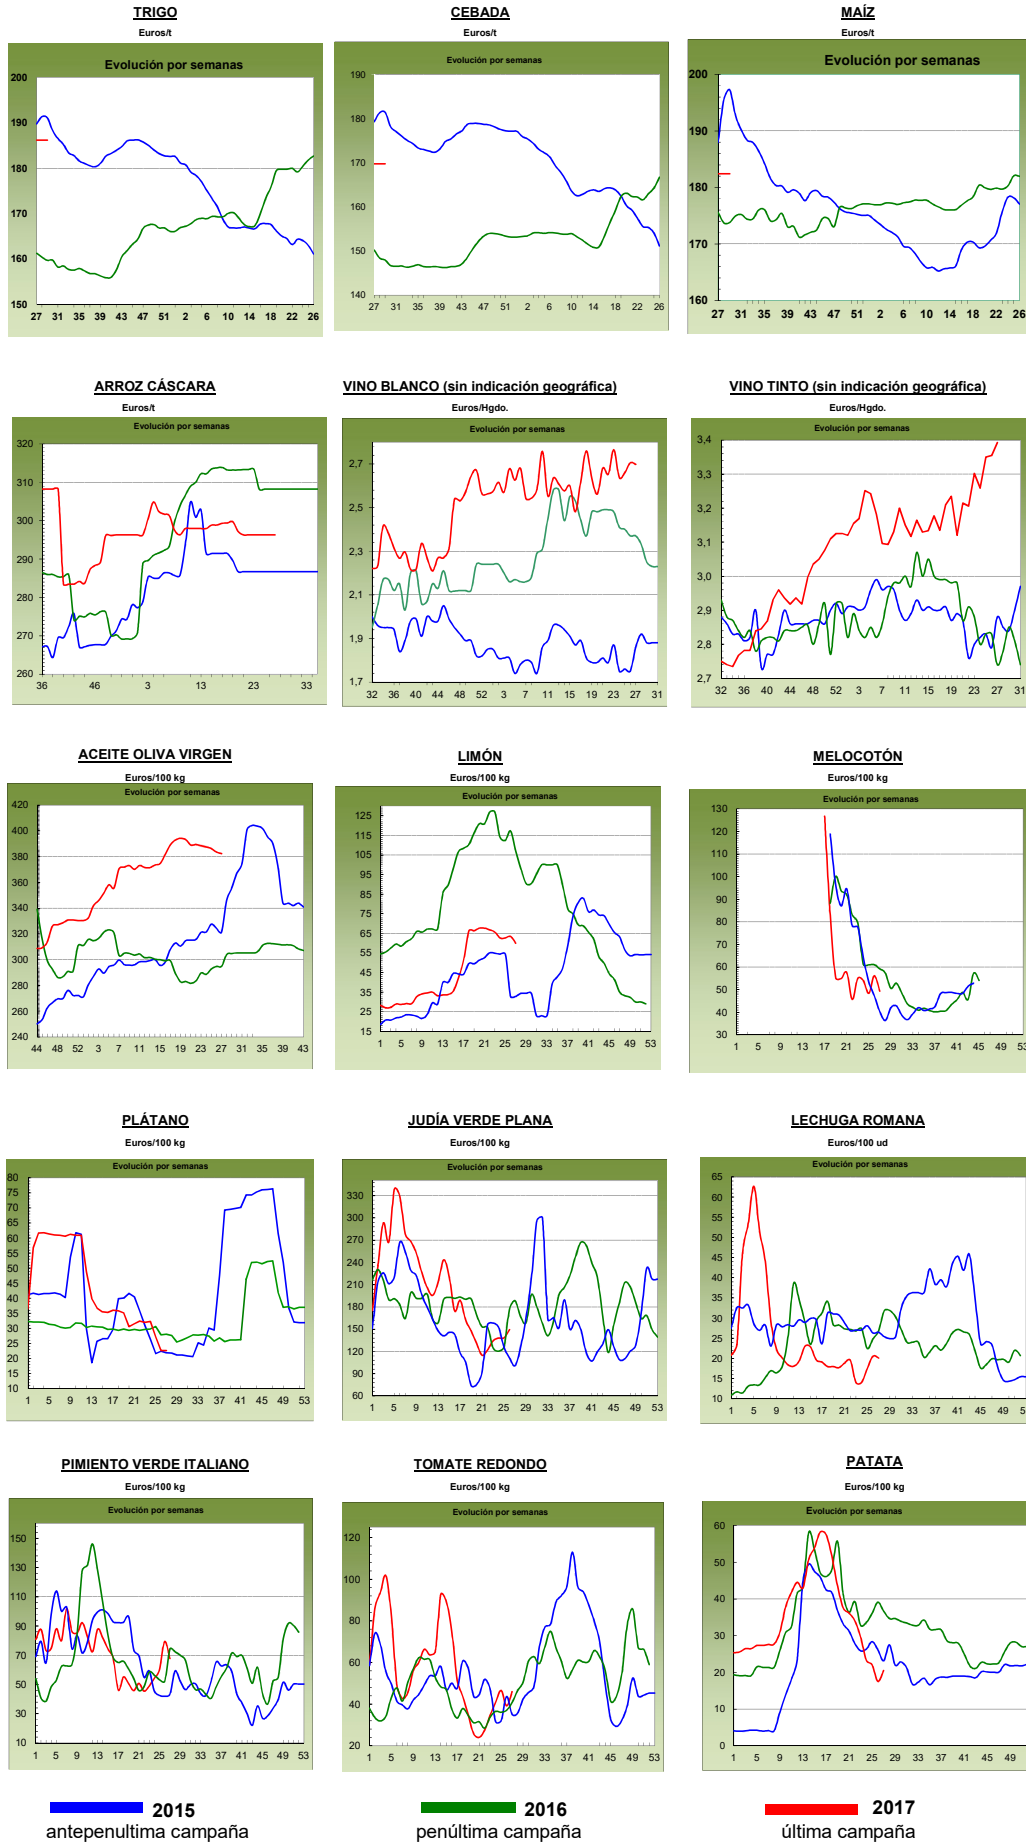 TRIGO
Euros/t
Evolución por semanas
200
190
180
170
160
150
27 31 35 39 43 47 51 2 6 10 14 18 22 26
CEBADA
Euros/t
Evolución por semanas
190
180
170
160
150
140
27 31 35 39 43 47 51 2 6 10 14 18 22 26
MAÍZ
Euros/t
Evolución por semanas
200
190
180
170
160
27 31 35 39 43 47 51 2 6 10 14 18 22 26
ARROZ CÁSCARA
Euros/t
Evolución por semanas
320
310
300
290
280
270
260
36 46 3 13 23 33
VINO BLANCO (sin indicación geográfica)
Euros/Hgdo.
Evolución por semanas
2,7
2,5
2,3
2,1
1,9
1,7
32 36 40 44 48 52 3 7 11 15 19 23 27 31
VINO TINTO (sin indicación geográfica)
Euros/Hgdo.
Evolución por semanas
3,4
3,3
3,2
3,1
3,0
2,9
2,8
2,7
32 36 40 44 48 52 3 7 11 15 19 23 27 31
ACEITE OLIVA VIRGEN
Euros/100 kg
Evolución por semanas
420
400
380
360
340
320
300
280
260
240
44 48 52 3 7 11 15 19 23 27 31 35 39 43
LIMÓN
Euros/100 kg
Evolución por semanas
125
115
105
95
85
75
65
55
45
35
25
15
1 5 9 13 17 21 25 29 33 37 41 45 49 53
MELOCOTÓN
Euros/100 kg
Evolución por semanas
130
120
110
100
90
80
70
60
50
40
30
1 5 9 13 17 21 25 29 33 37 41 45 49 53
PLÁTANO
Euros/100 kg
Evolución por semanas
80
75
70
65
60
55
50
45
40
35
30
25
20
15
10
1 5 9 13 17 21 25 29 33 37 41 45 49 53
JUDÍA VERDE PLANA
Euros/100 kg
Evolución por semanas
330
300
270
240
210
180
150
120
90
60
1 5 9 13 17 21 25 29 33 37 41 45 49 53
LECHUGA ROMANA
Euros/100 ud
Evolución por semanas
65
60
55
50
45
40
35
30
25
20
15
10
1 5 9 13 17 21 25 29 33 37 41 45 49
PIMIENTO VERDE ITALIANO
Euros/100 kg
Evolución por semanas
150
130
110
90
70
50
30
10
1 5 9 13 17 21 25 29 33 37 41 45 49 53
TOMATE REDONDO
Euros/100 kg
Evolución por semanas
120
100
80
60
40
20
1 5 9 13 17 21 25 29 33 37 41 45 49 53
PATATA
Euros/100 kg
Evolución por semanas
60
50
40
30
20
10
0
1 5 9 13 17 21 25 29 33 37 41 45 49
2015
antepenultima campaña
2016
penúltima campaña
2017
última campaña